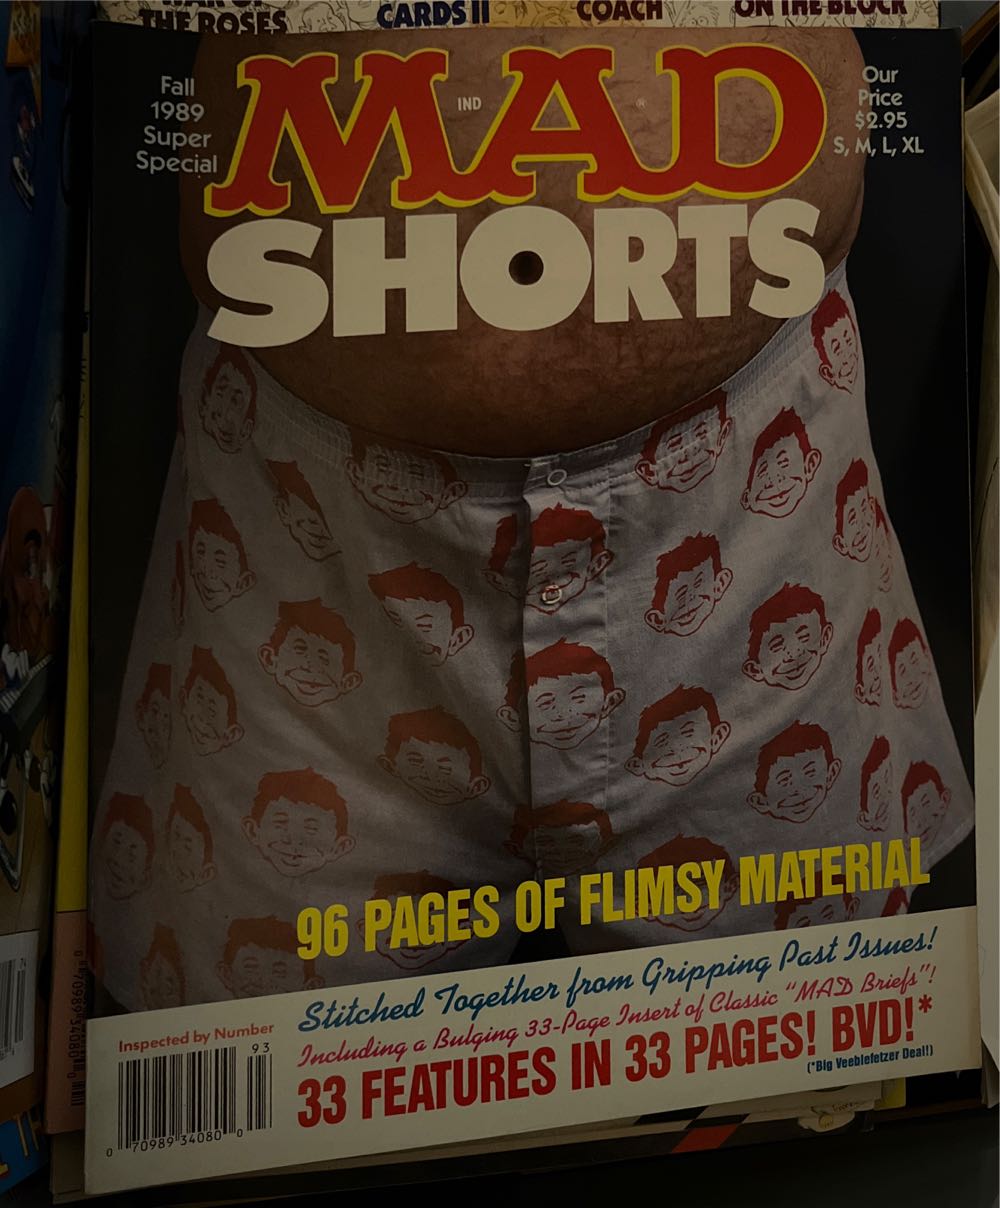 THE ROSES
CARDS II
COACH
ON THE BLOCK
Fall
1989
Super
Special
MAD
IND
®
Our
Price
$2.95
S, M, L, XL
SHORTS
96 PAGES OF FLIMSY MATERIAL
Stitched Together from Gripping Past Issues!
Including a Bulging 33-Page Insert of Classic "MAD Briefs"!
33 FEATURES IN 33 PAGES! BVD!*
(*Big Veeblefetzer Deal!)
Inspected by Number
93
0 70989 34080 0